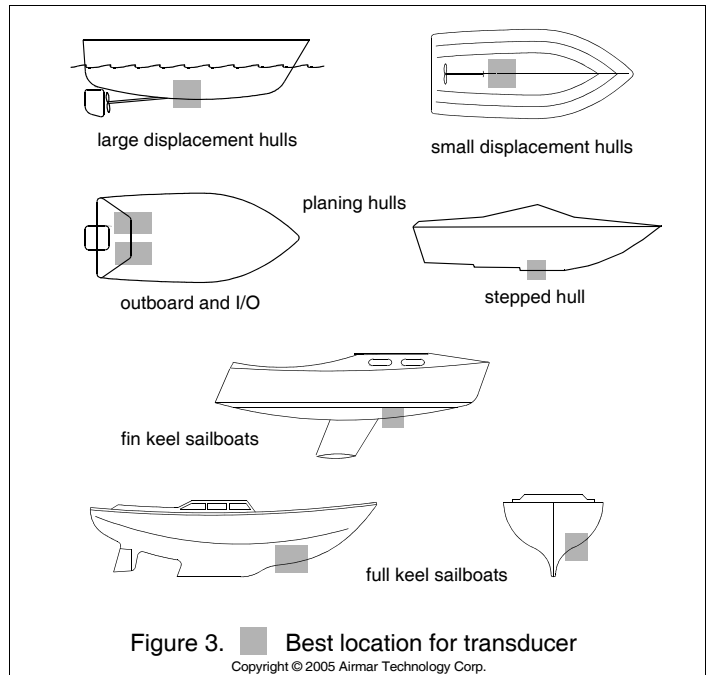 large displacement hulls
small displacement hulls
planing hulls
outboard and I/O
stepped hull
fin keel sailboats
full keel sailboats
Figure 3. Best location for transducer
Copyright © 2005 Airmar Technology Corp.